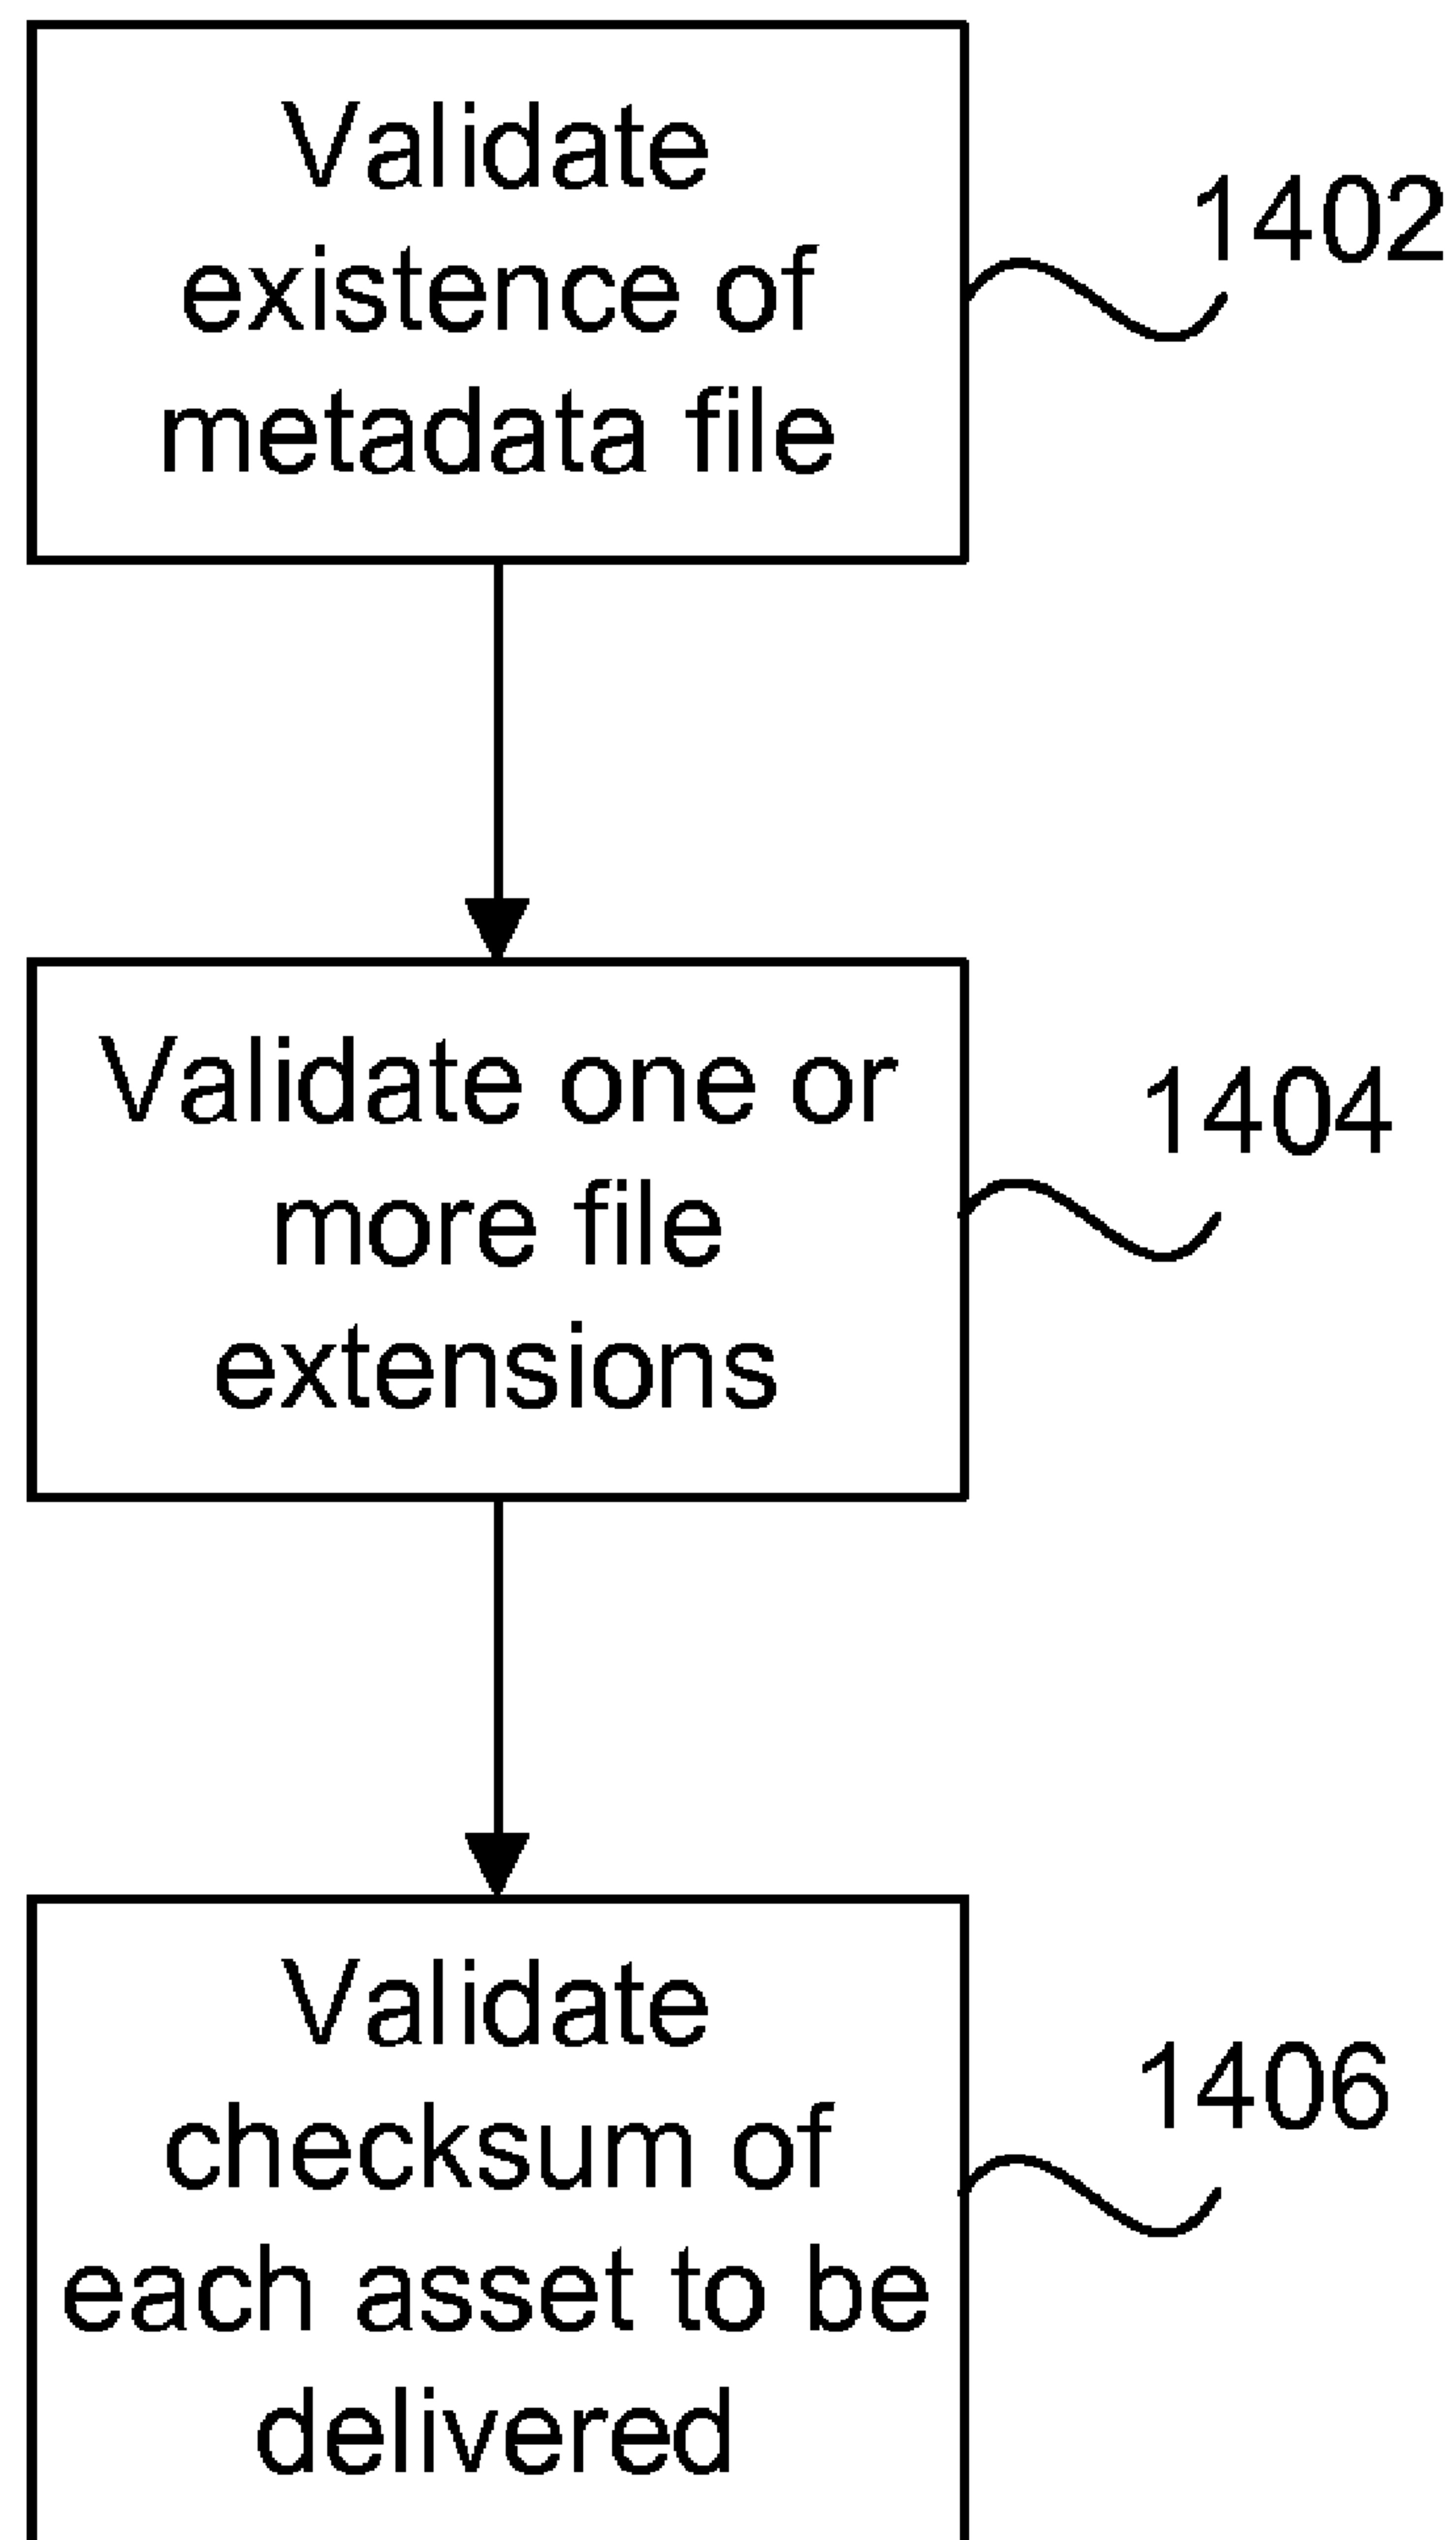 Validate
existence of
metadata file
1402
Validate one or
more file
extensions
1404
Validate
checksum of
each asset to be
delivered
1406